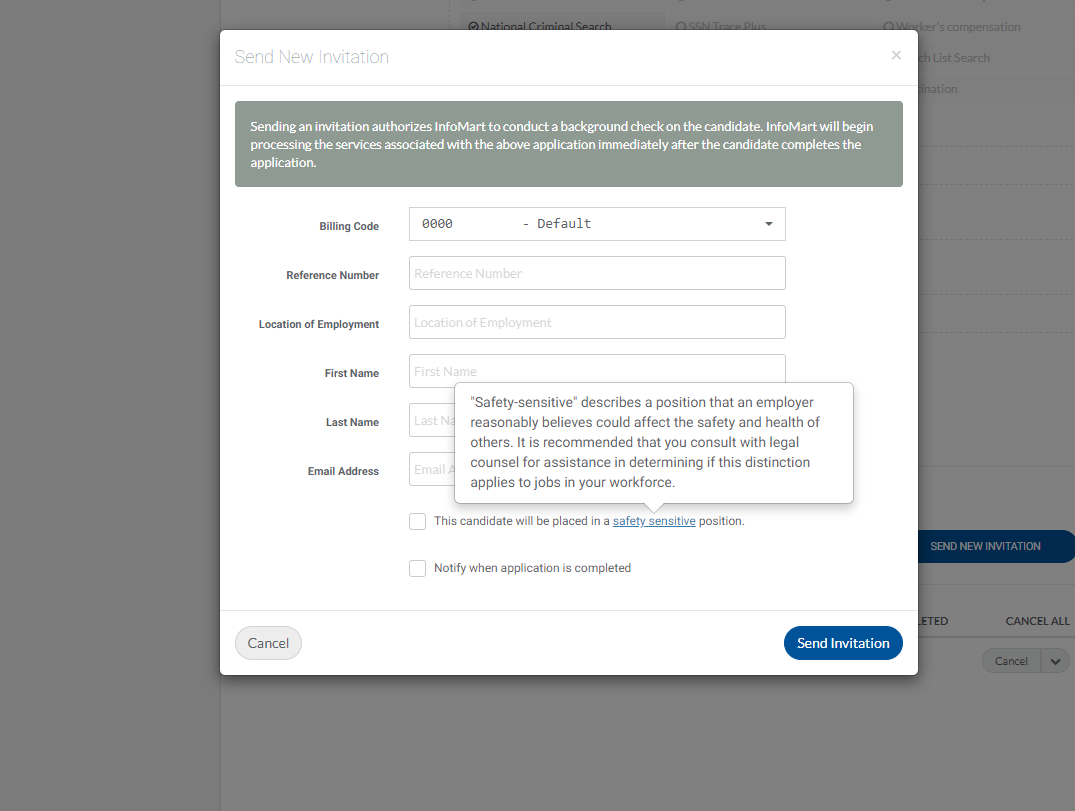 National Criminal Search
SSN Trace Plus
Worker's compensation
Send New Invitation
×
ch List Search
Sending an invitation authorizes InfoMart to conduct a background check on the candidate. InfoMart will begin
processing the services associated with the above application immediately after the candidate completes the
application.
Billing Code
0000 - Default
Reference Number
Reference Number
Location of Employment
Location of Employment
First Name
First Name
Last Name
Last Na
Email Address
Email A
"Safety-sensitive" describes a position that an employer
reasonably believes could affect the safety and health of
others. It is recommended that you consult with legal
counsel for assistance in determining if this distinction
applies to jobs in your workforce.
This candidate will be placed in a safety sensitive position.
SEND NEW INVITATION
Notify when application is completed
LETED
CANCEL ALL
Cancel
Send Invitation
Cancel